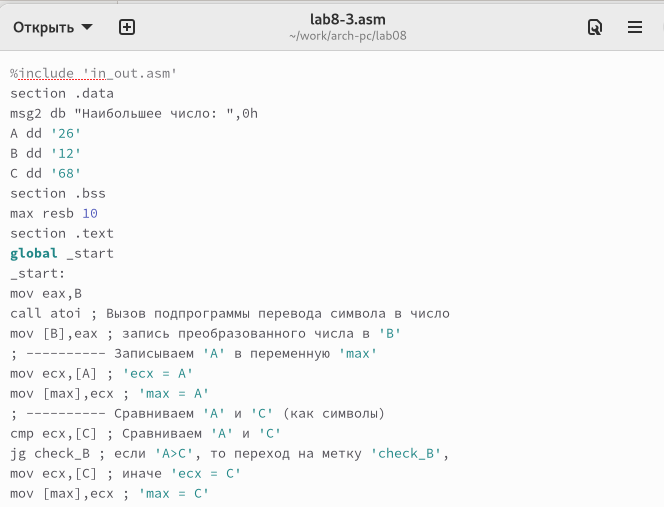 Открыть
lab8-3.asm
~/work/arch-pc/lab08
%include 'in_out.asm'
section .data
msg2 db "Наибольшее число: ",0h
A dd '26'
B dd '12'
C dd '68'
section .bss
max resb 10
section .text
global _start
_start:
mov eax,B
call atoi ; Вызов подпрограммы перевода символа в число
mov [B],eax ; запись преобразованного числа в 'B'
; ---------- Записываем 'A' в переменную 'max'
mov ecx,[A] ; 'ecx = A'
mov [max],ecx ; 'max = A'
; ---------- Сравниваем 'A' и 'С' (как символы)
cmp ecx,[C] ; Сравниваем 'A' и 'С'
jg check_B ; если 'A>C', то переход на метку 'check_B',
mov ecx,[C] ; иначе 'ecx = C'
mov [max],ecx ; 'max = C'